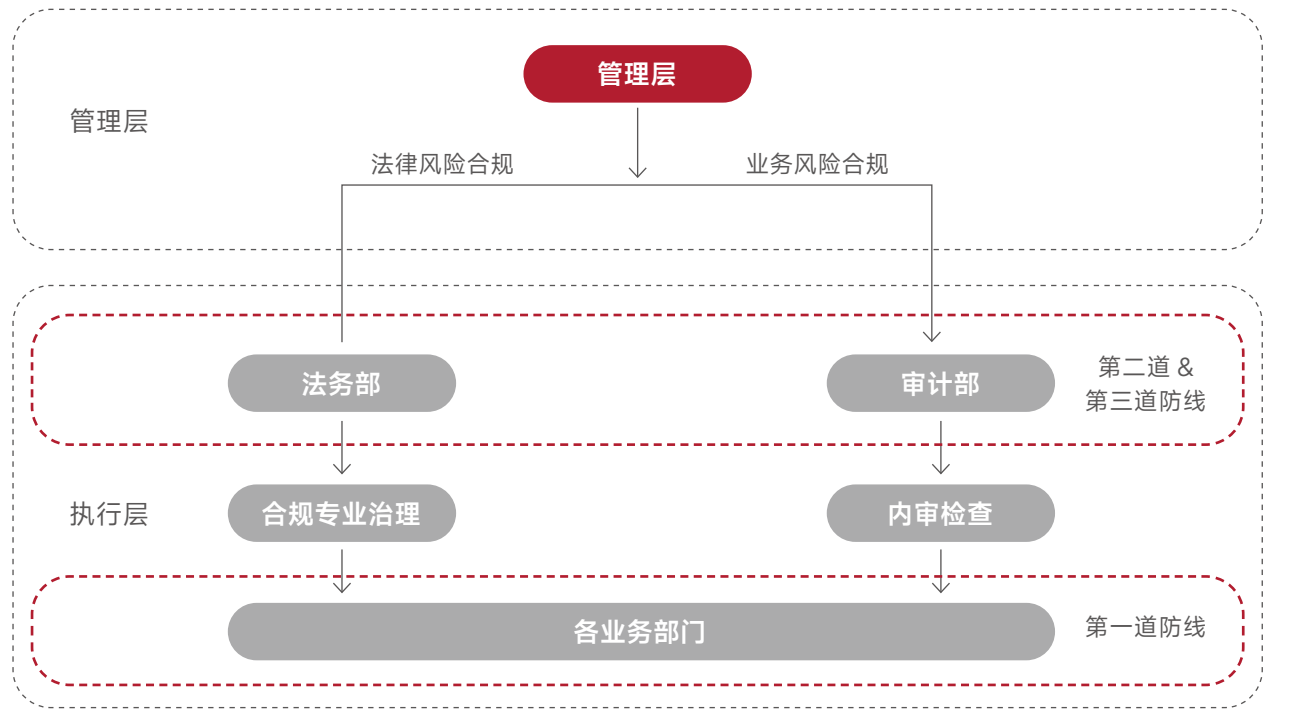 管理层
管理层
法律风险合规
业务风险合规
法务部
审计部
第二道 &
第三道防线
执行层
合规专业治理
内审检查
各业务部门
第一道防线